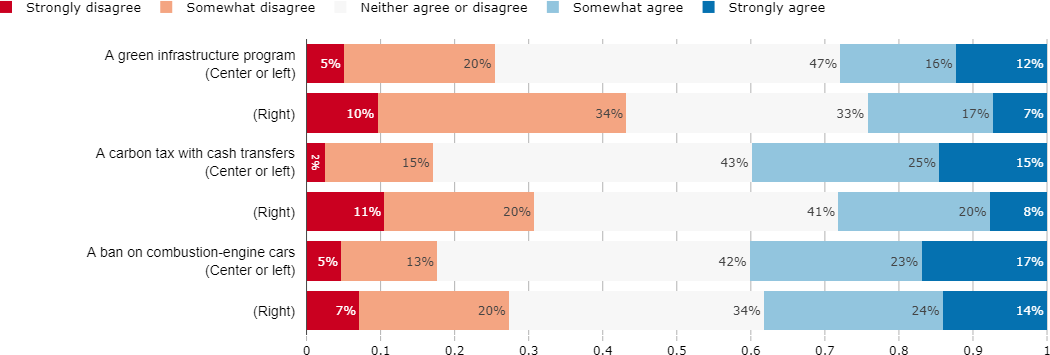 Strongly disagree Somewhat disagree Neither agree or disagree Somewhat agree Strongly agree
A green infrastructure program
(Center or left)
5% 20% 47% 16% 12%
(Right)
10% 34% 33% 17% 7%
A carbon tax with cash transfers
(Center or left)
2% 15% 43% 25% 15%
(Right)
11% 20% 41% 20% 8%
A ban on combustion-engine cars
(Center or left)
5% 13% 42% 23% 17%
(Right)
7% 20% 34% 24% 14%
0 0.1 0.2 0.3 0.4 0.5 0.6 0.7 0.8 0.9 1